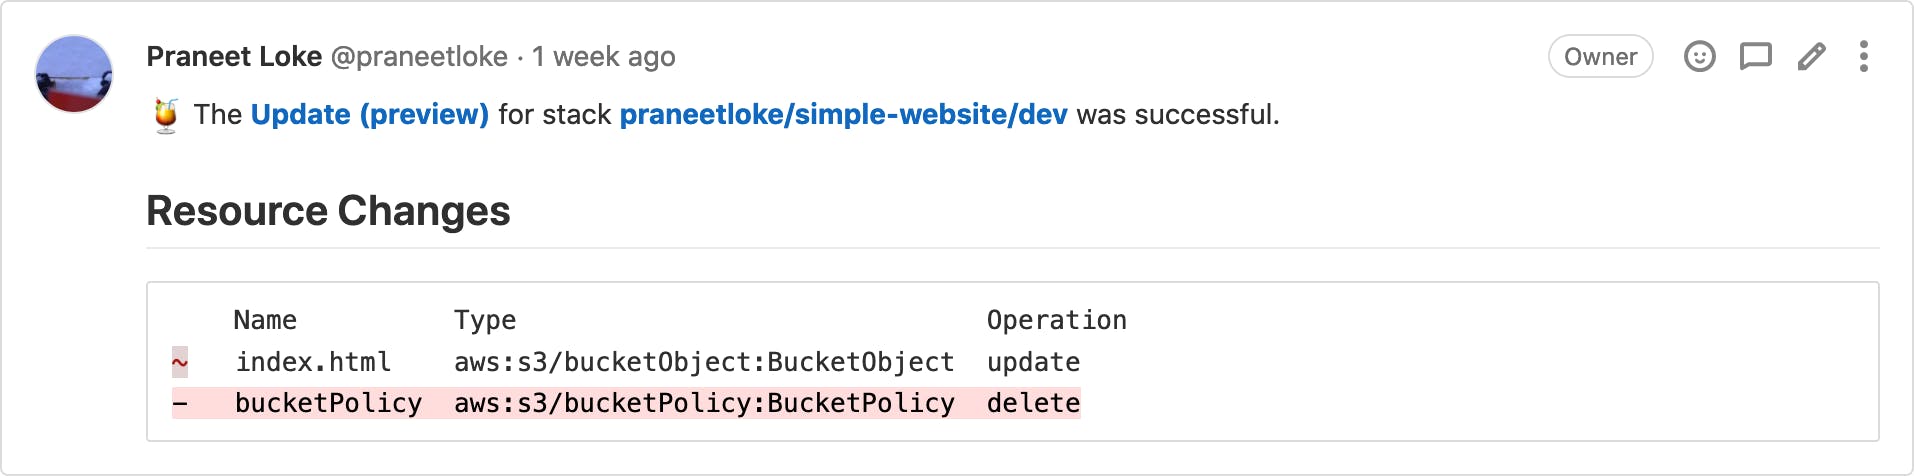 Praneet Loke @praneetloke · 1 week ago Owner
The Update (preview) for stack praneetloke/simple-website/dev was successful.
Resource Changes
Name Type Operation
~ index.html aws:s3/bucketObject:BucketObject update
- bucketPolicy aws:s3/bucketPolicy:BucketPolicy delete